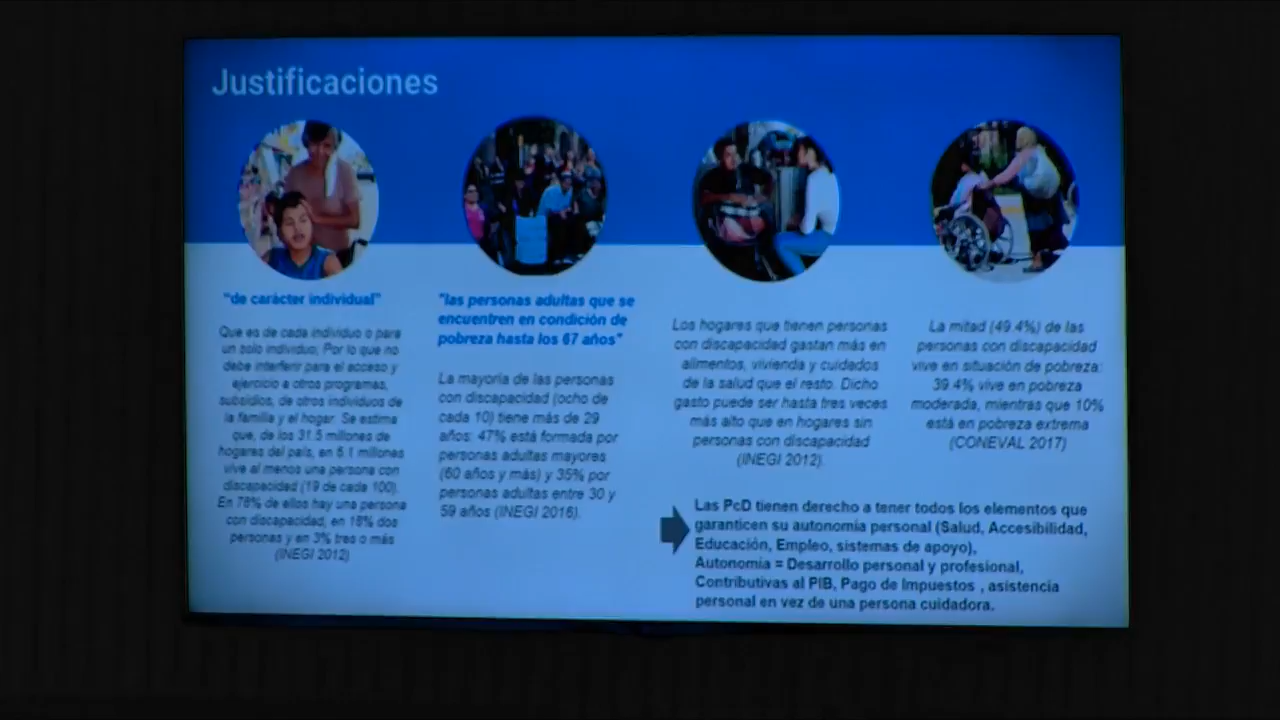 Justificaciones
"de carácter individual"
Que es de cada individuo o para
un solo individuo; Por lo que no
debe interferir para el acceso y
ejercicio a otros programas,
subsidios, de otros individuos de
la familia y el hogar. Se estima
que, de los 31.5 millones de
hogares del país, en 6.1 millones
vive al menos una persona con
discapacidad (19 de cada 100).
En 78% de ellos hay una persona
con discapacidad, en 18% dos
personas y en 3% tres o más
(INEGI 2012)
"las personas adultas que se
encuentren en condición de
pobreza hasta los 67 años"
La mayoría de las personas
con discapacidad (ocho de
cada 10) tiene más de 29
años: 47% está formada por
personas adultas mayores
(60 años y más) y 35% por
personas adultas entre 30 y
59 años (INEGI 2016).
Los hogares que tienen personas
con discapacidad gastan más en
alimentos, vivienda y cuidados
de la salud que el resto. Dicho
gasto puede ser hasta tres veces
más alto que en hogares sin
personas con discapacidad
(INEGI 2012).
La mitad (49.4%) de las
personas con discapacidad
vive en situación de pobreza:
39.4% vive en pobreza
moderada, mientras que 10%
está en pobreza extrema
(CONEVAL 2017)
Las PcD tienen derecho a tener todos los elementos que
garanticen su autonomía personal (Salud, Accesibilidad,
Educación, Empleo, sistemas de apoyo),
Autonomía = Desarrollo personal y profesional,
Contributivas al PIB, Pago de Impuestos , asistencia
personal en vez de una persona cuidadora.